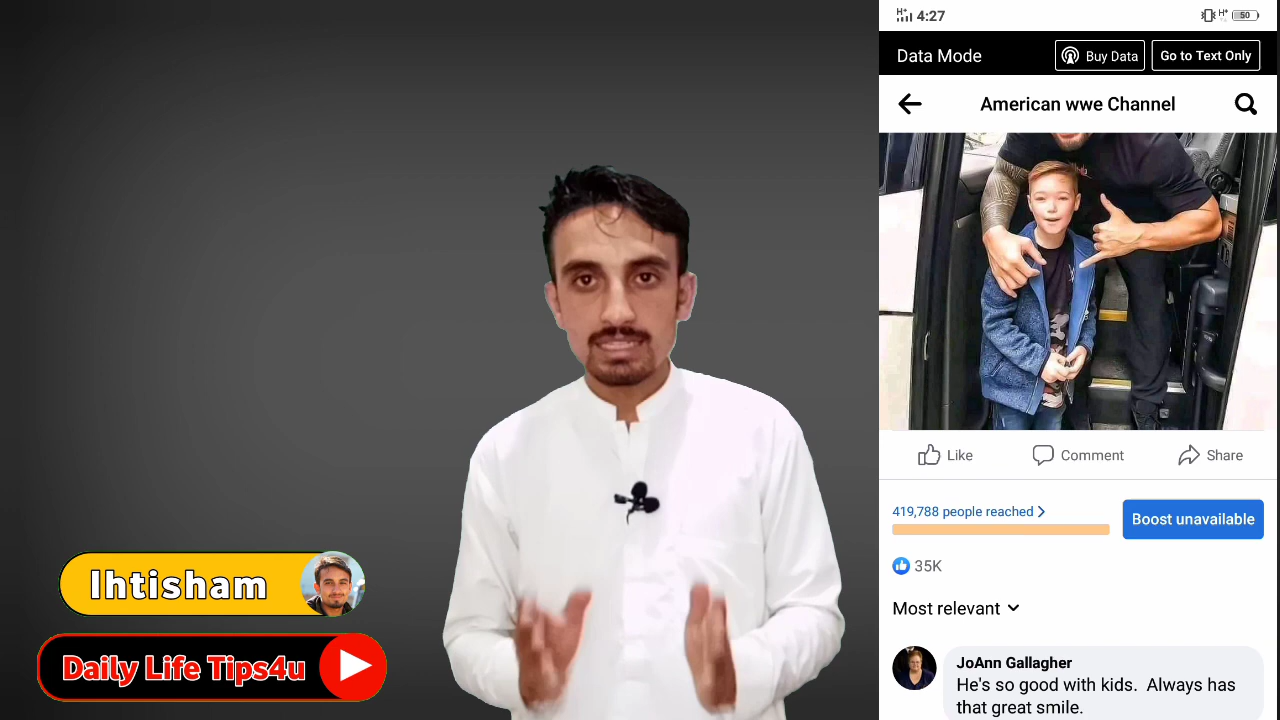 H+ 4:27
H+ 50
Data Mode
Buy Data
Go to Text Only
American wwe Channel
Like
Comment
Share
419,788 people reached
Boost unavailable
35K
Most relevant
JoAnn Gallagher
He's so good with kids. Always has
that great smile.
Ihtisham
Daily Life Tips4u